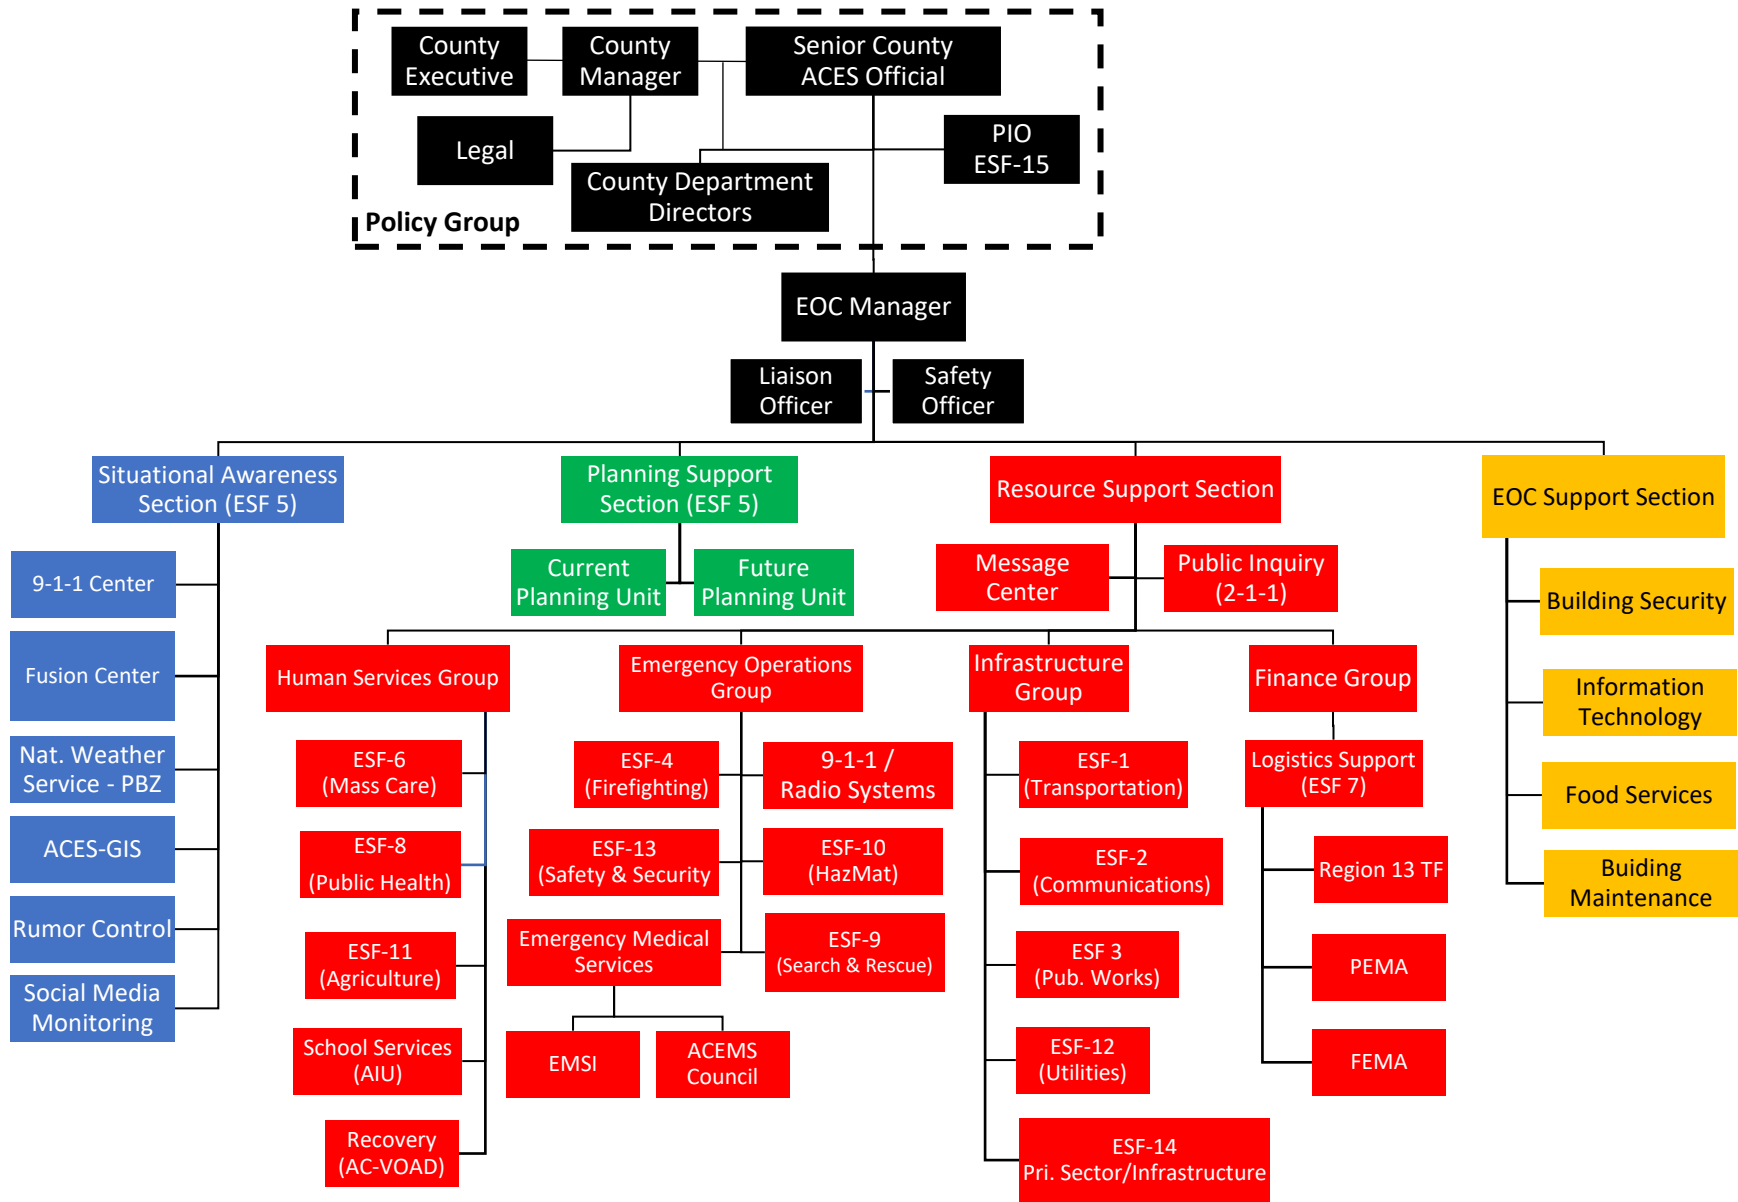 County
Executive
County
Manager
Senior County
ACES Official
Legal
County Department
Directors
PIO
ESF-15
Policy Group
EOC Manager
Liaison
Officer
Safety
Officer
Situational Awareness
Section (ESF 5)
Planning Support
Section (ESF 5)
Resource Support Section
EOC Support Section
9-1-1 Center
Fusion Center
Nat. Weather
Service - PBZ
ACES-GIS
Rumor Control
Social Media
Monitoring
Current
Planning Unit
Future
Planning Unit
Message
Center
Public Inquiry
(2-1-1)
Human Services Group
ESF-6
(Mass Care)
ESF-8
(Public Health)
ESF-11
(Agriculture)
School Services
(AIU)
Recovery
(AC-VOAD)
Emergency Operations
Group
ESF-4
(Firefighting)
9-1-1 /
Radio Systems
ESF-13
(Safety & Security
ESF-10
(HazMat)
Emergency Medical
Services
ESF-9
(Search & Rescue)
EMSI
ACEMS
Council
Infrastructure
Group
ESF-1
(Transportation)
ESF-2
(Communications)
ESF 3
(Pub. Works)
ESF-12
(Utilities)
ESF-14
Pri. Sector/Infrastructure
Finance Group
Logistics Support
(ESF 7)
Region 13 TF
PEMA
FEMA
Building Security
Information
Technology
Food Services
Buiding
Maintenance